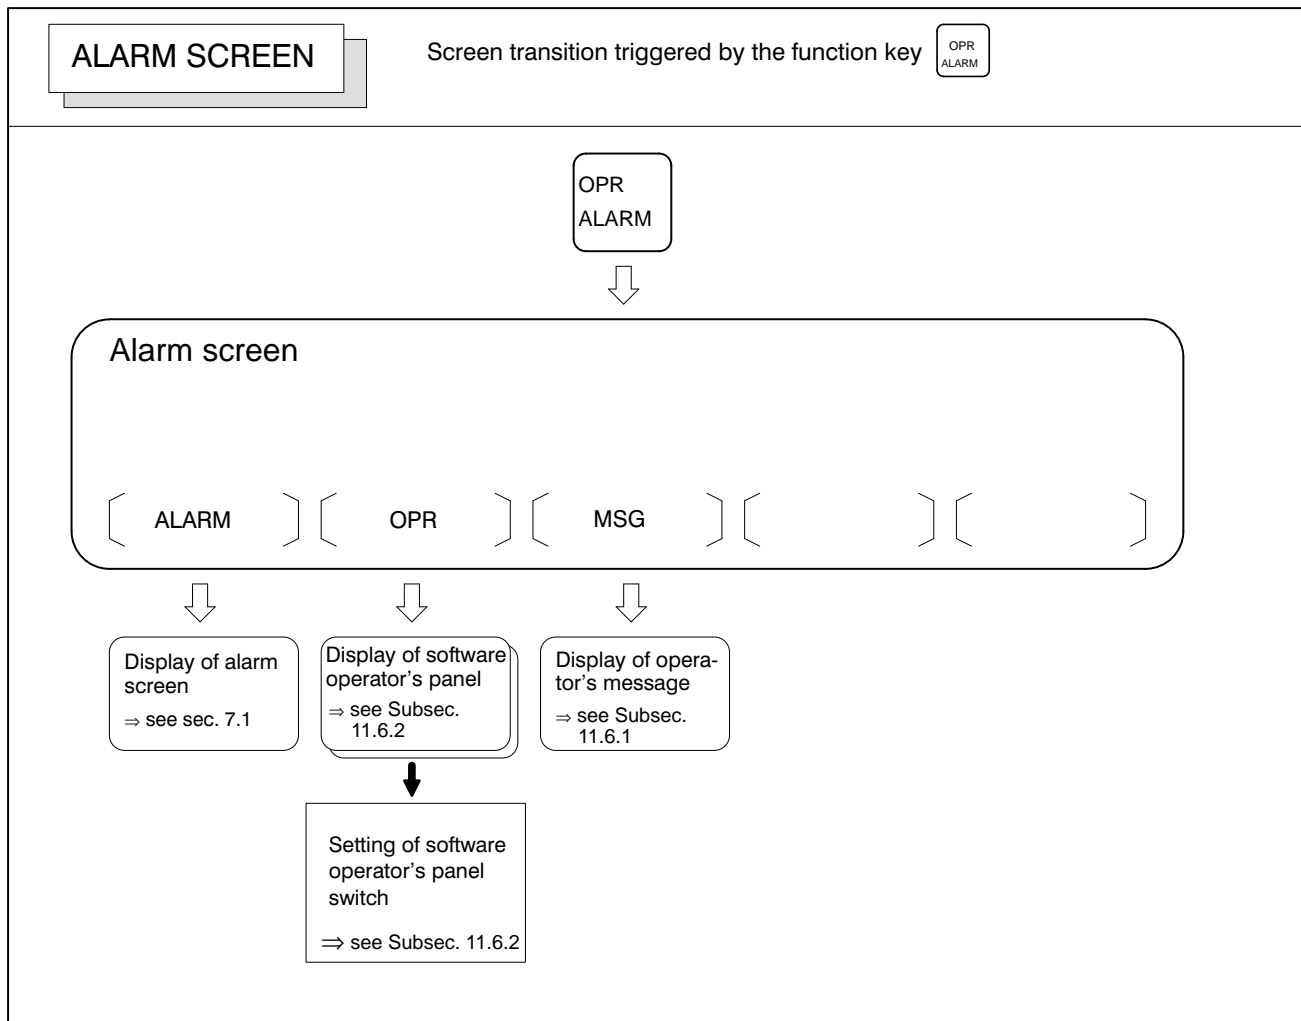 ALARM SCREEN
Screen transition triggered by the function key
OPR
ALARM
OPR
ALARM
Alarm screen
ALARM
OPR
MSG
Display of alarm
screen
⇒ see sec. 7.1
Display of software
operator’s panel
⇒ see Subsec.
11.6.2
Display of opera-
tor’s message
⇒ see Subsec.
11.6.1
Setting of software
operator’s panel
switch
⇒ see Subsec. 11.6.2